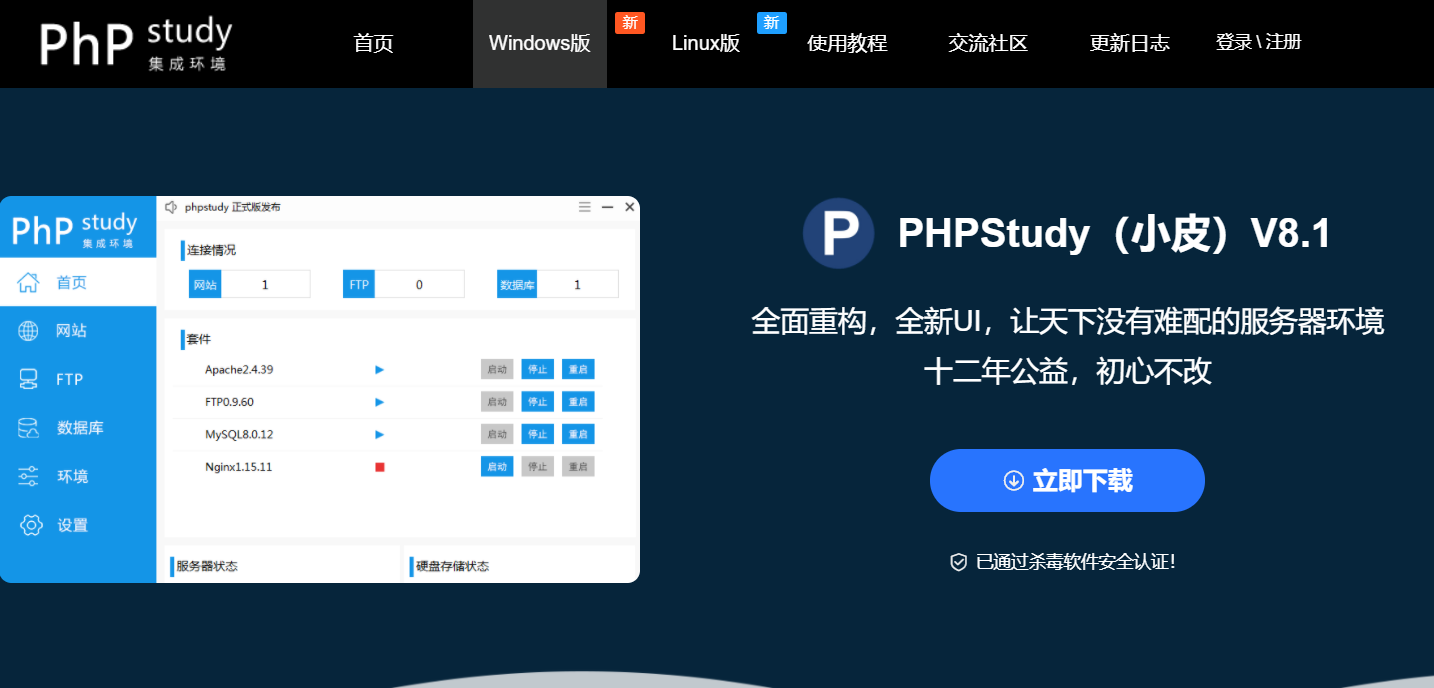 PhP study
集成环境
首页
Windows版
新
Linux版
新
使用教程
交流社区
更新日志
登录 \ 注册
PhP study
集成环境
首页
网站
FTP
数据库
环境
设置
phpstudy 正式版发布
连接情况
网站 1
FTP 0
数据库 1
套件
Apache2.4.39 启动 停止 重启
FTP0.9.60 启动 停止 重启
MySQL8.0.12 启动 停止 重启
Nginx1.15.11 启动 停止 重启
服务器状态
硬盘存储状态
P
PHPStudy（小皮）V8.1
全面重构，全新UI，让天下没有难配的服务器环境
十二年公益，初心不改
立即下载
已通过杀毒软件安全认证!